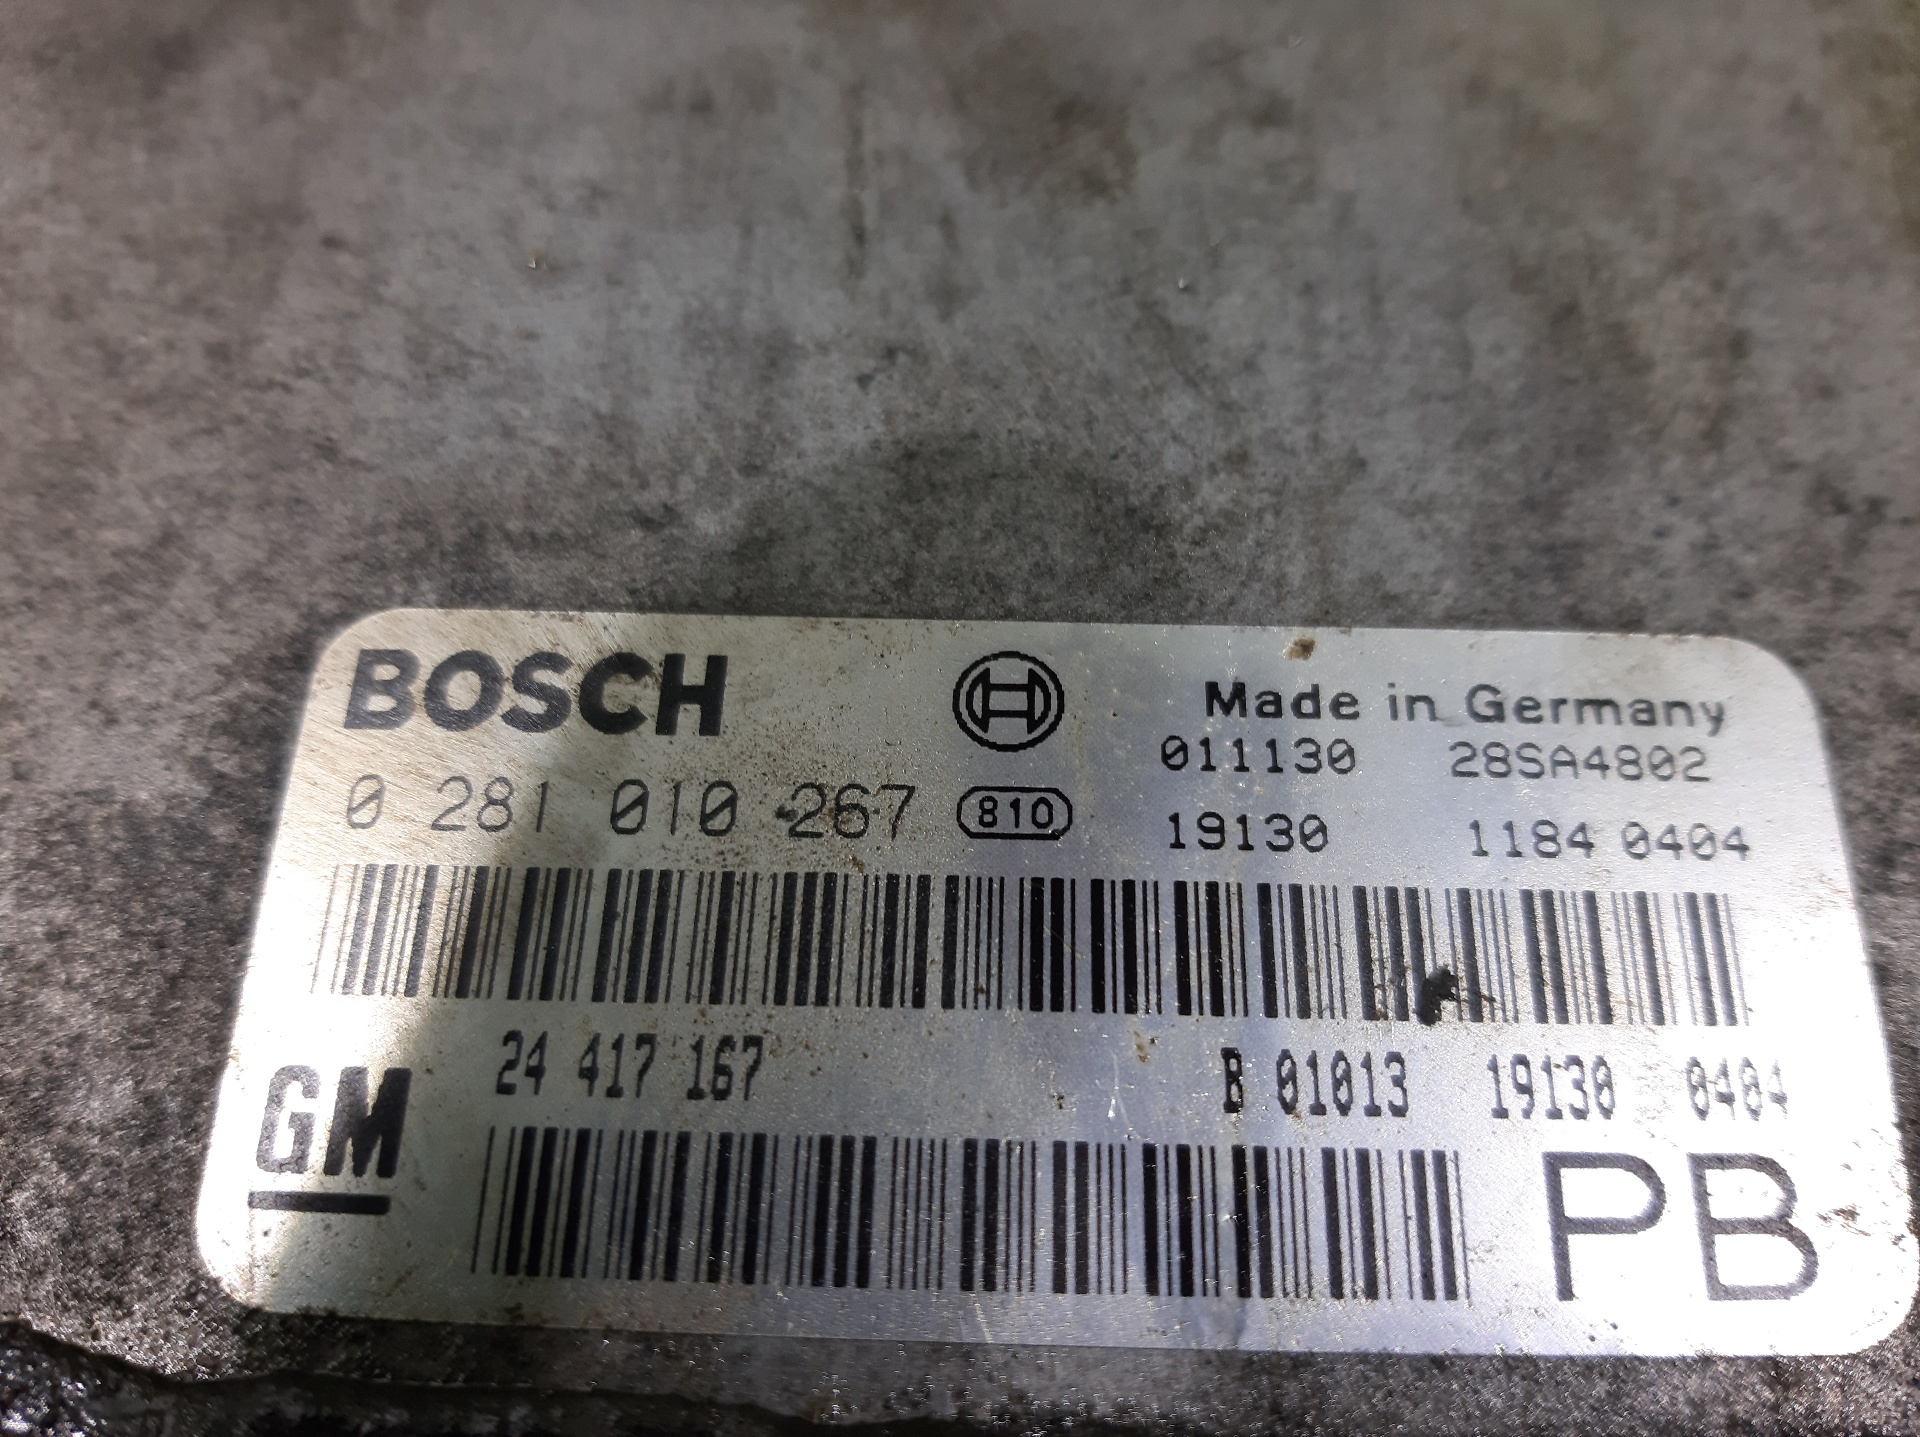 BOSCH
Made in Germany
011130 28SA4802
0 281 010 267 810
19130 1184 0404
24 417 167 B 01013 19130 0404
GM
PB